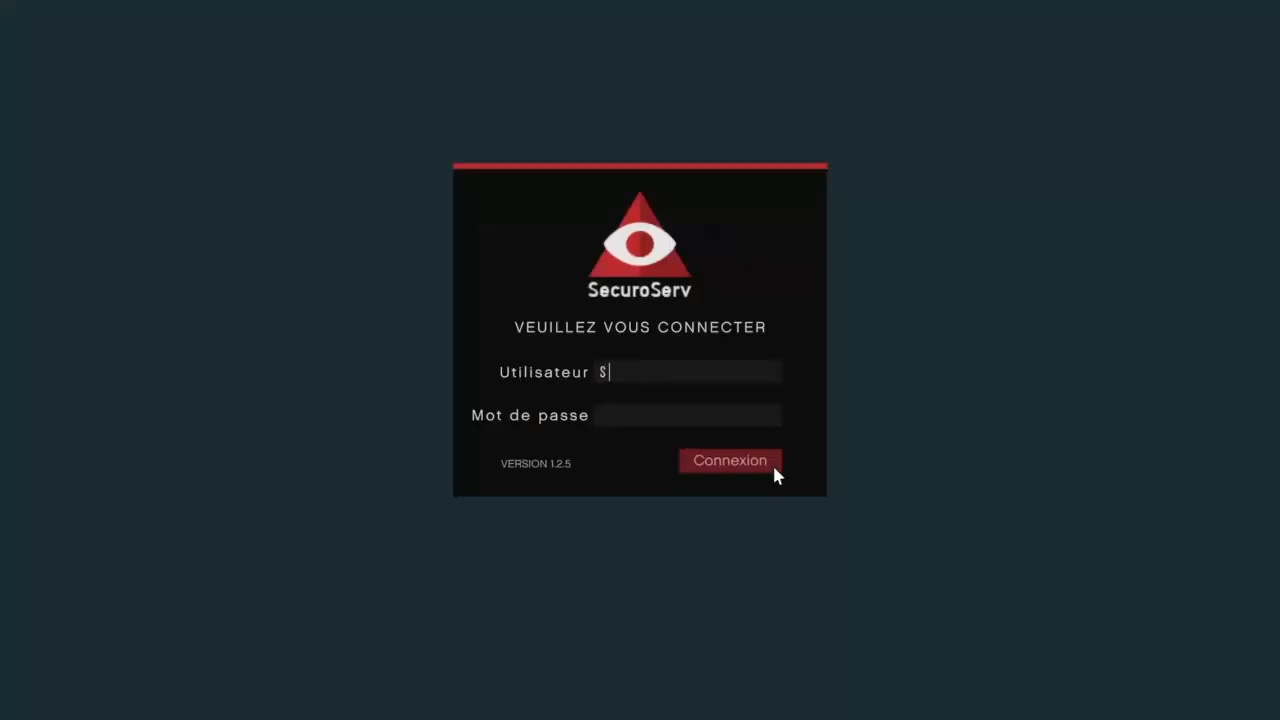 SecuroServ
VEUILLEZ VOUS CONNECTER
Utilisateur S
Mot de passe
VERSION 1.2.5 Connexion